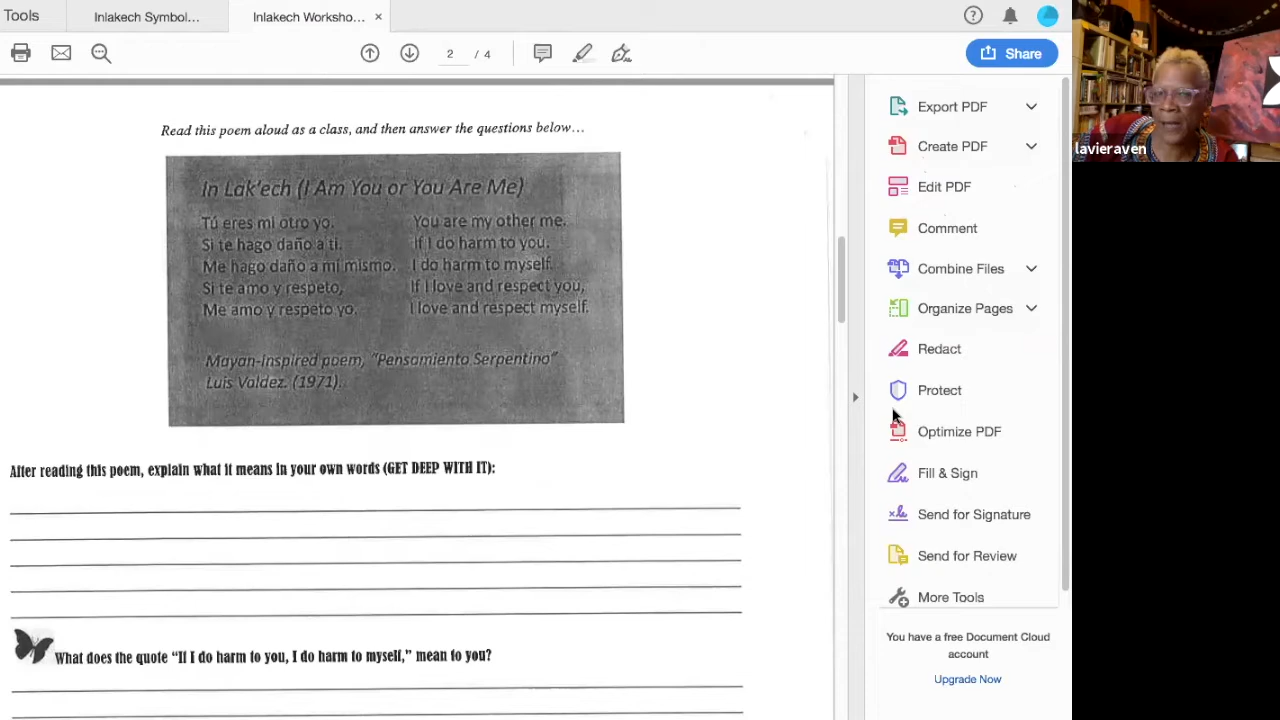 Tools
Inlakech Symbol...
Inlakech Worksho... ×
2 / 4
Share
lavieraven
Read this poem aloud as a class, and then answer the questions below…
In Lak'ech (I Am You or You Are Me)
Tú eres mi otro yo.
Si te hago daño a ti.
Me hago daño a mi mismo.
Si te amo y respeto,
Me amo y respeto yo.
You are my other me.
If I do harm to you.
I do harm to myself.
If I love and respect you,
I love and respect myself.
Mayan-inspired poem, "Pensamiento Serpentino"
Luis Valdez. (1971).
After reading this poem, explain what it means in your own words (GET DEEP WITH IT):
What does the quote “If I do harm to you, I do harm to myself,” mean to you?
Export PDF
Create PDF
Edit PDF
Comment
Combine Files
Organize Pages
Redact
Protect
Optimize PDF
Fill & Sign
Send for Signature
Send for Review
More Tools
You have a free Document Cloud
account
Upgrade Now